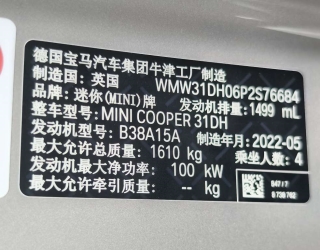 德国宝马汽车集团牛津工厂制造
制造国：英国 WMW31DH06P2S76684
品牌：迷你(MINI)牌 发动机排量：1499 mL
整车型号：MINI COOPER 31DH
发动机型号：B38A15A 制造年月：2022-05
最大允许总质量：1610 kg 乘坐人数：4
发动机最大净功率：100 kW
最大允许牵引质量：-- kg